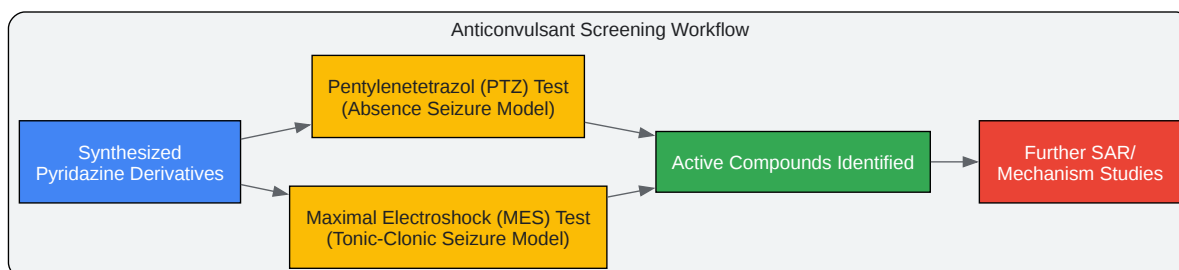 Anticonvulsant Screening Workflow
Pentylenetetrazol (PTZ) Test
(Absence Seizure Model)
Synthesized
Pyridazine Derivatives
Maximal Electroshock (MES) Test
(Tonic-Clonic Seizure Model)
Active Compounds Identified
Further SAR/
Mechanism Studies